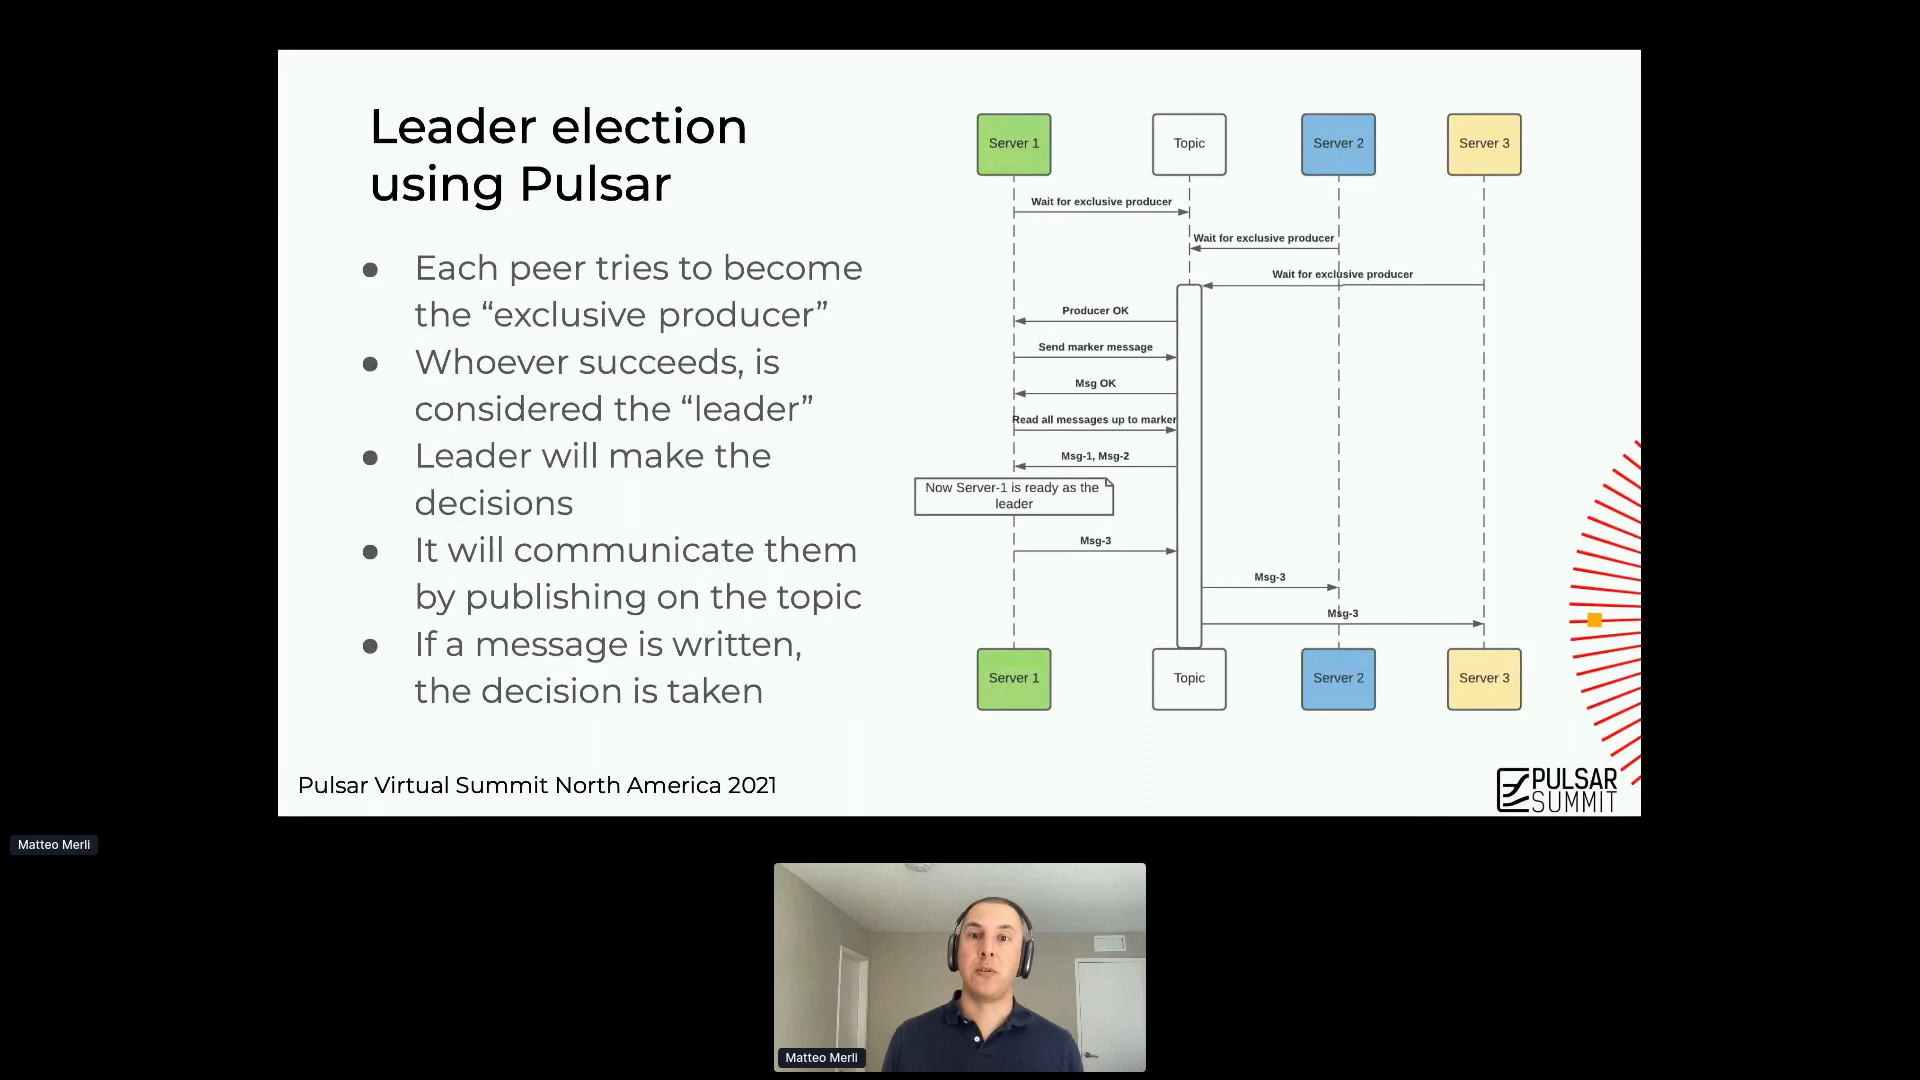 Leader election
using Pulsar
● Each peer tries to become
the “exclusive producer”
● Whoever succeeds, is
considered the “leader”
● Leader will make the
decisions
● It will communicate them
by publishing on the topic
● If a message is written,
the decision is taken
Server 1
Topic
Server 2
Server 3
Wait for exclusive producer
Wait for exclusive producer
Wait for exclusive producer
Producer OK
Send marker message
Msg OK
Read all messages up to marker
Msg-1, Msg-2
Now Server-1 is ready as the
leader
Msg-3
Msg-3
Msg-3
Server 1
Topic
Server 2
Server 3
Pulsar Virtual Summit North America 2021
PULSAR
SUMMIT
Matteo Merli
Matteo Merli